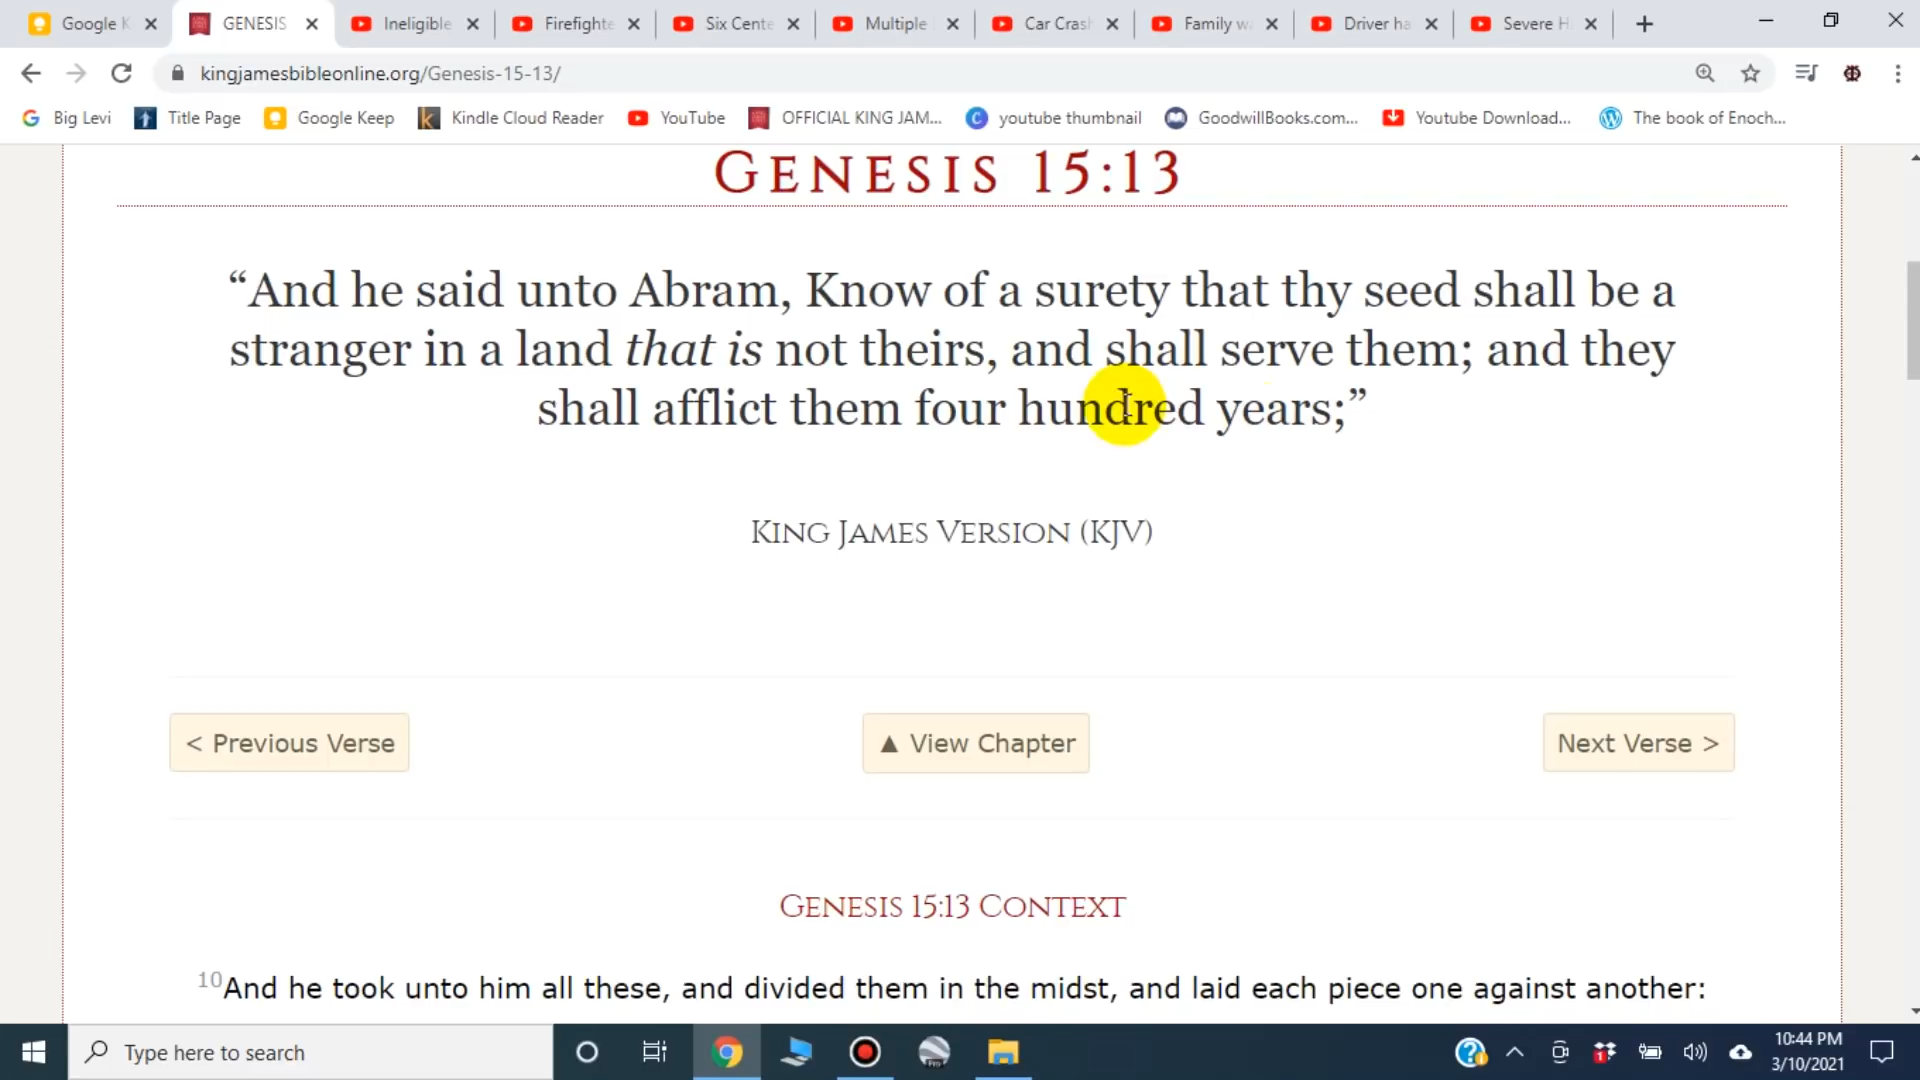 Google K
GENESIS
Ineligible
Firefighte
Six Cente
Multiple
Car Crash
Family w
Driver ha
Severe H
kingjamesbibleonline.org/Genesis-15-13/
Big Levi
Title Page
Google Keep
Kindle Cloud Reader
YouTube
OFFICIAL KING JAM...
youtube thumbnail
GoodwillBooks.com...
Youtube Download...
The book of Enoch...
GENESIS 15:13
“And he said unto Abram, Know of a surety that thy seed shall be a
stranger in a land that is not theirs, and shall serve them; and they
shall afflict them four hundred years;”
KING JAMES VERSION (KJV)
< Previous Verse
▲ View Chapter
Next Verse >
GENESIS 15:13 CONTEXT
10And he took unto him all these, and divided them in the midst, and laid each piece one against another:
Type here to search
10:44 PM
3/10/2021